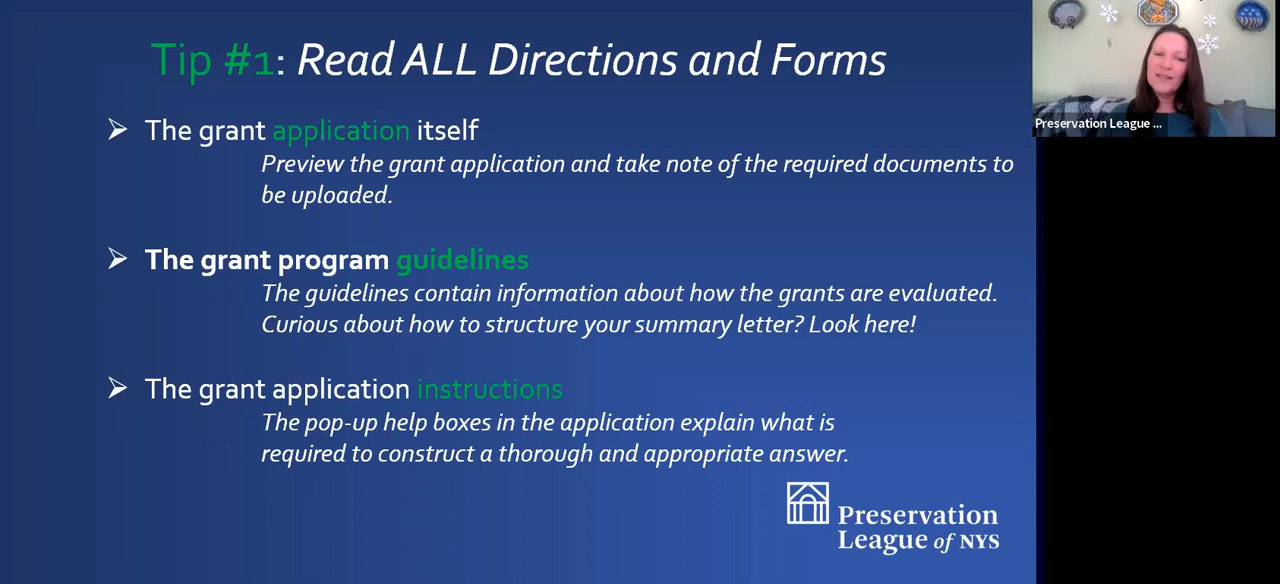 Tip #1: Read ALL Directions and Forms
➢ The grant application itself
Preview the grant application and take note of the required documents to
be uploaded.
➢ The grant program guidelines
The guidelines contain information about how the grants are evaluated.
Curious about how to structure your summary letter? Look here!
➢ The grant application instructions
The pop-up help boxes in the application explain what is
required to construct a thorough and appropriate answer.
Preservation
League of NYS
Preservation League ...